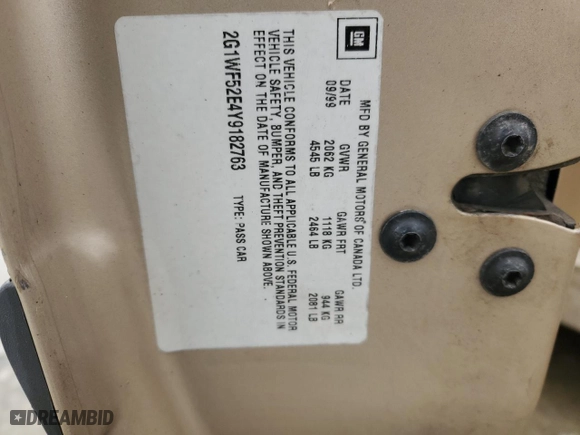 GM
MFD BY GENERAL MOTORS OF CANADA LTD.
DATE GVWR GAWR FRT GAWR RR
09/99 2062 KG 1118 KG 944 KG
4545 LB 2464 LB 2081 LB
THIS VEHICLE CONFORMS TO ALL APPLICABLE U.S. FEDERAL MOTOR
VEHICLE SAFETY, BUMPER, AND THEFT PREVENTION STANDARDS IN
EFFECT ON THE DATE OF MANUFACTURE SHOWN ABOVE.
2G1WF52E4Y9182763 TYPE: PASS CAR
DREAMBID